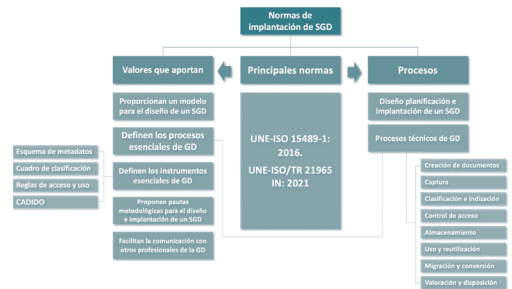 Normas de
implantación de SGD
Valores que aportan
Principales normas
Procesos
Proporcionan un modelo
para el diseño de un SGD
Definen los procesos
esenciales de GD
Definen los instrumentos
esenciales de GD
Proponen pautas
metodológicas para el diseño
e implantación de un SGD
Facilitan la comunicación con
otros profesionales de la GD
Esquema de metadatos
Cuadro de clasificación
Reglas de acceso y uso
CADIDO
UNE-ISO 15489-1:
2016.
UNE-ISO/TR 21965
IN: 2021
Diseño planificación e
implantación de un SGD
Procesos técnicos de GD
Creación de documentos
Captura
Clasificación e indización
Control de acceso
Almacenamiento
Uso y reutilización
Migración y conversión
Valoración y disposición